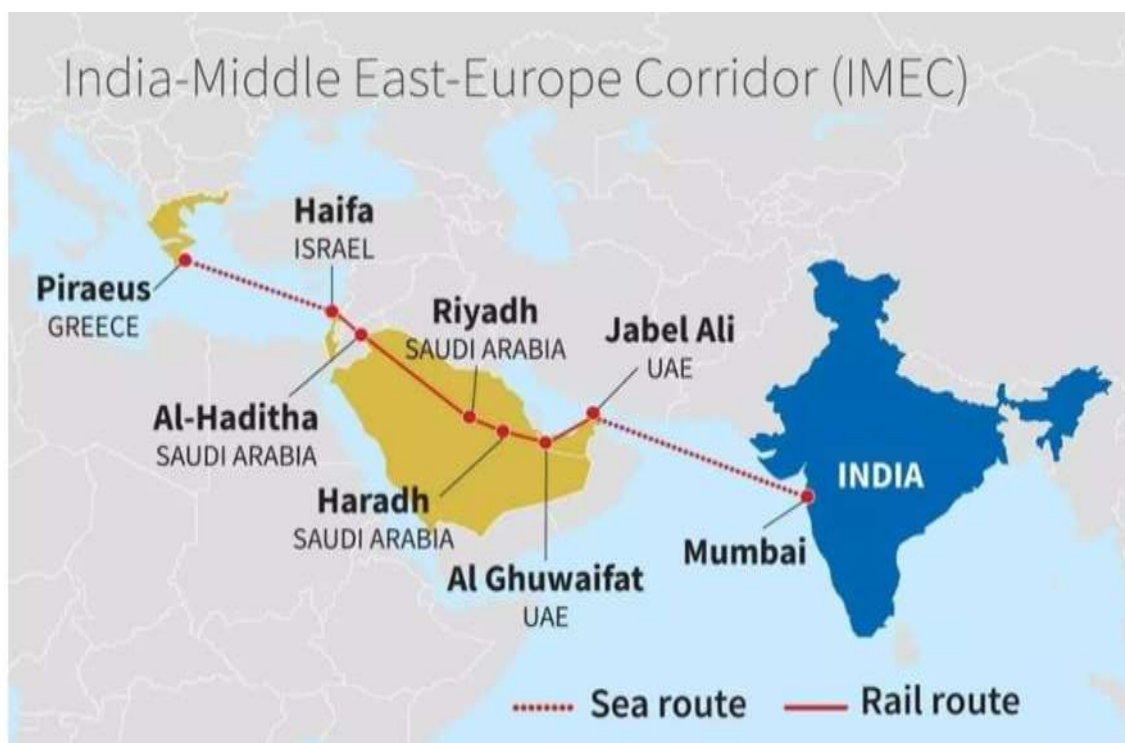 India-Middle East-Europe Corridor (IMEC)
Haifa
ISRAEL
Piraeus
GREECE
Riyadh
SAUDI ARABIA
Jabel Ali
UAE
Al-Haditha
SAUDI ARABIA
Haradh
SAUDI ARABIA
INDIA
Mumbai
Al Ghuwaifat
UAE
Sea route
Rail route